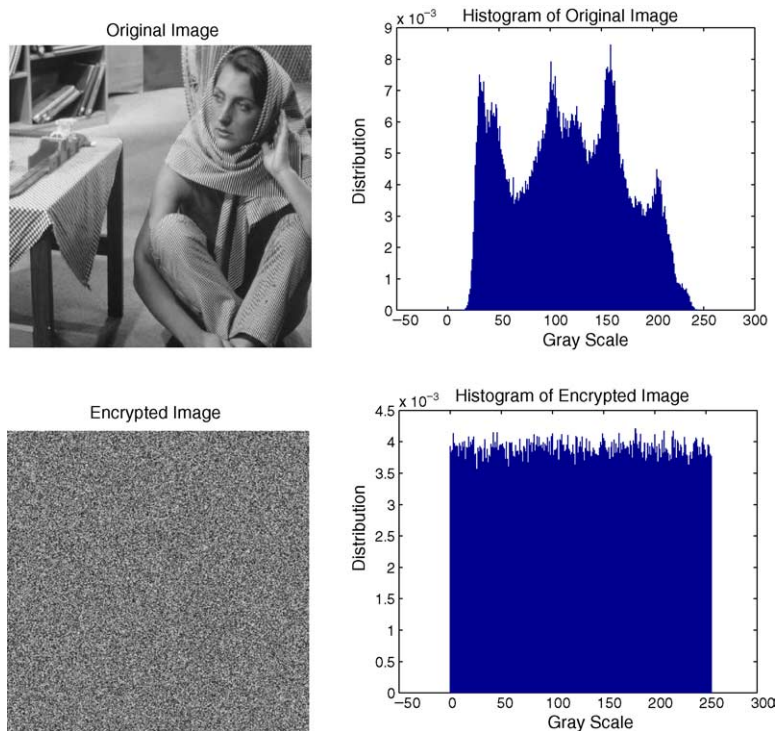 Original Image
Histogram of Original Image
x 10⁻³
9
8
7
6
5
4
3
2
1
0
Distribution
−50 0 50 100 150 200 250 300
Gray Scale
Encrypted Image
Histogram of Encrypted Image
x 10⁻³
4.5
4
3.5
3
2.5
2
1.5
1
0.5
0
Distribution
−50 0 50 100 150 200 250 300
Gray Scale